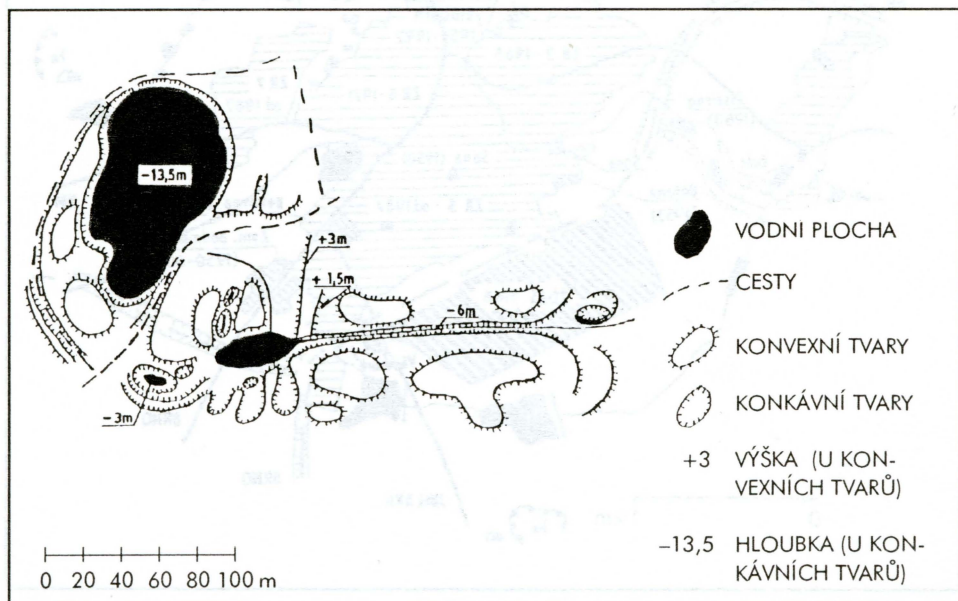 -13,5m
+3m
+ 1,5m
-6m
-3m
VODNI PLOCHA
CESTY
KONVEXNÍ TVARY
KONKÁVNÍ TVARY
+3 VÝŠKA (U KON-
VEXNÍCH TVARŮ)
-13,5 HLOUBKA (U KON-
KÁVNÍCH TVARŮ)
0 20 40 60 80 100 m